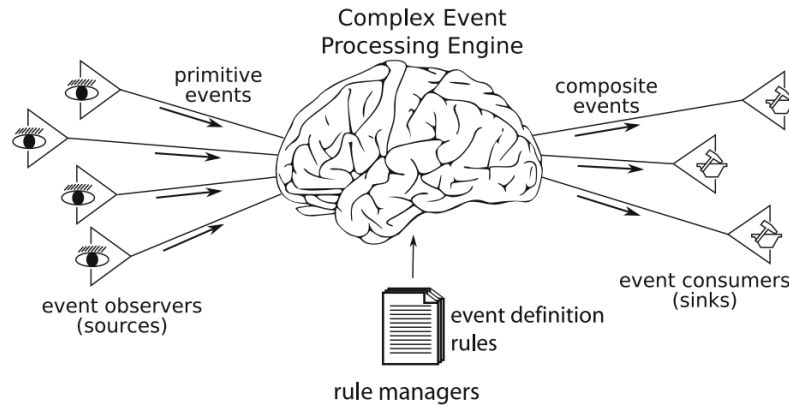 Complex Event
Processing Engine
primitive
events
composite
events
event observers
(sources)
event consumers
(sinks)
event definition
rules
rule managers